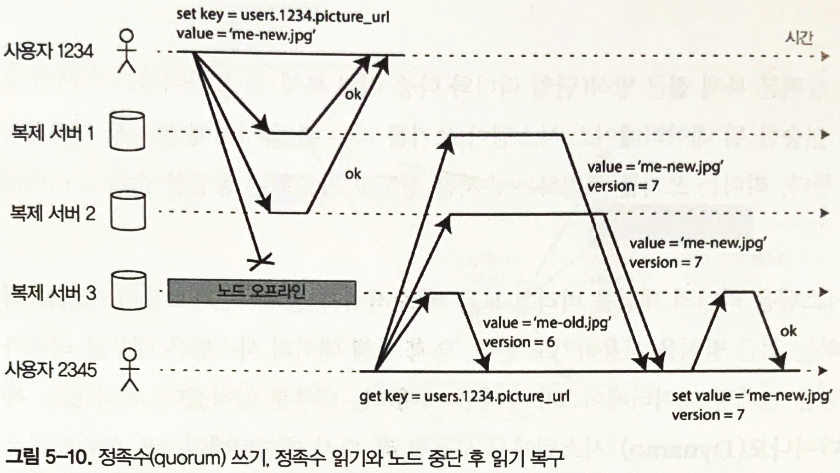 set key = users.1234.picture_url
value = 'me-new.jpg'
시간
사용자 1234
ok
복제 서버 1
value = 'me-new.jpg'
version = 7
ok
복제 서버 2
value = 'me-new.jpg'
version = 7
복제 서버 3
노드 오프라인
value = 'me-old.jpg'
version = 6
ok
사용자 2345
get key = users.1234.picture_url
set value = 'me-new.jpg'
version = 7
그림 5-10. 정족수(quorum) 쓰기, 정족수 읽기와 노드 중단 후 읽기 복구